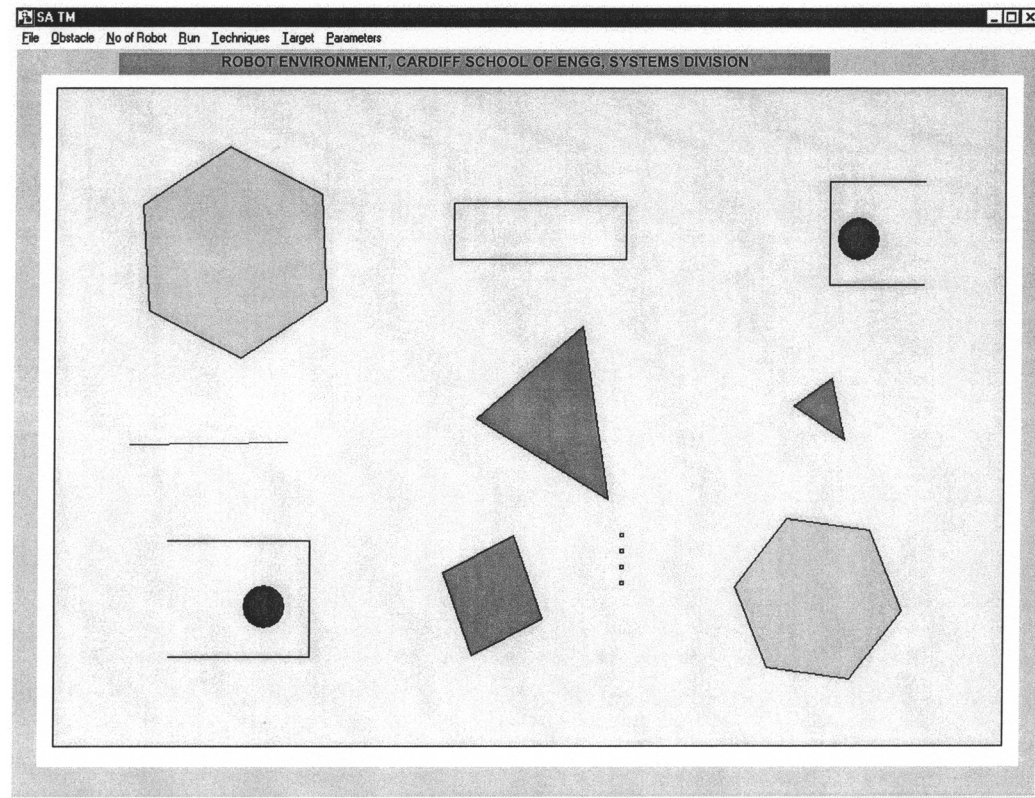 SA TM
File Obstacle No of Robot Run Techniques Target Parameters
ROBOT ENVIRONMENT, CARDIFF SCHOOL OF ENGG, SYSTEMS DIVISION